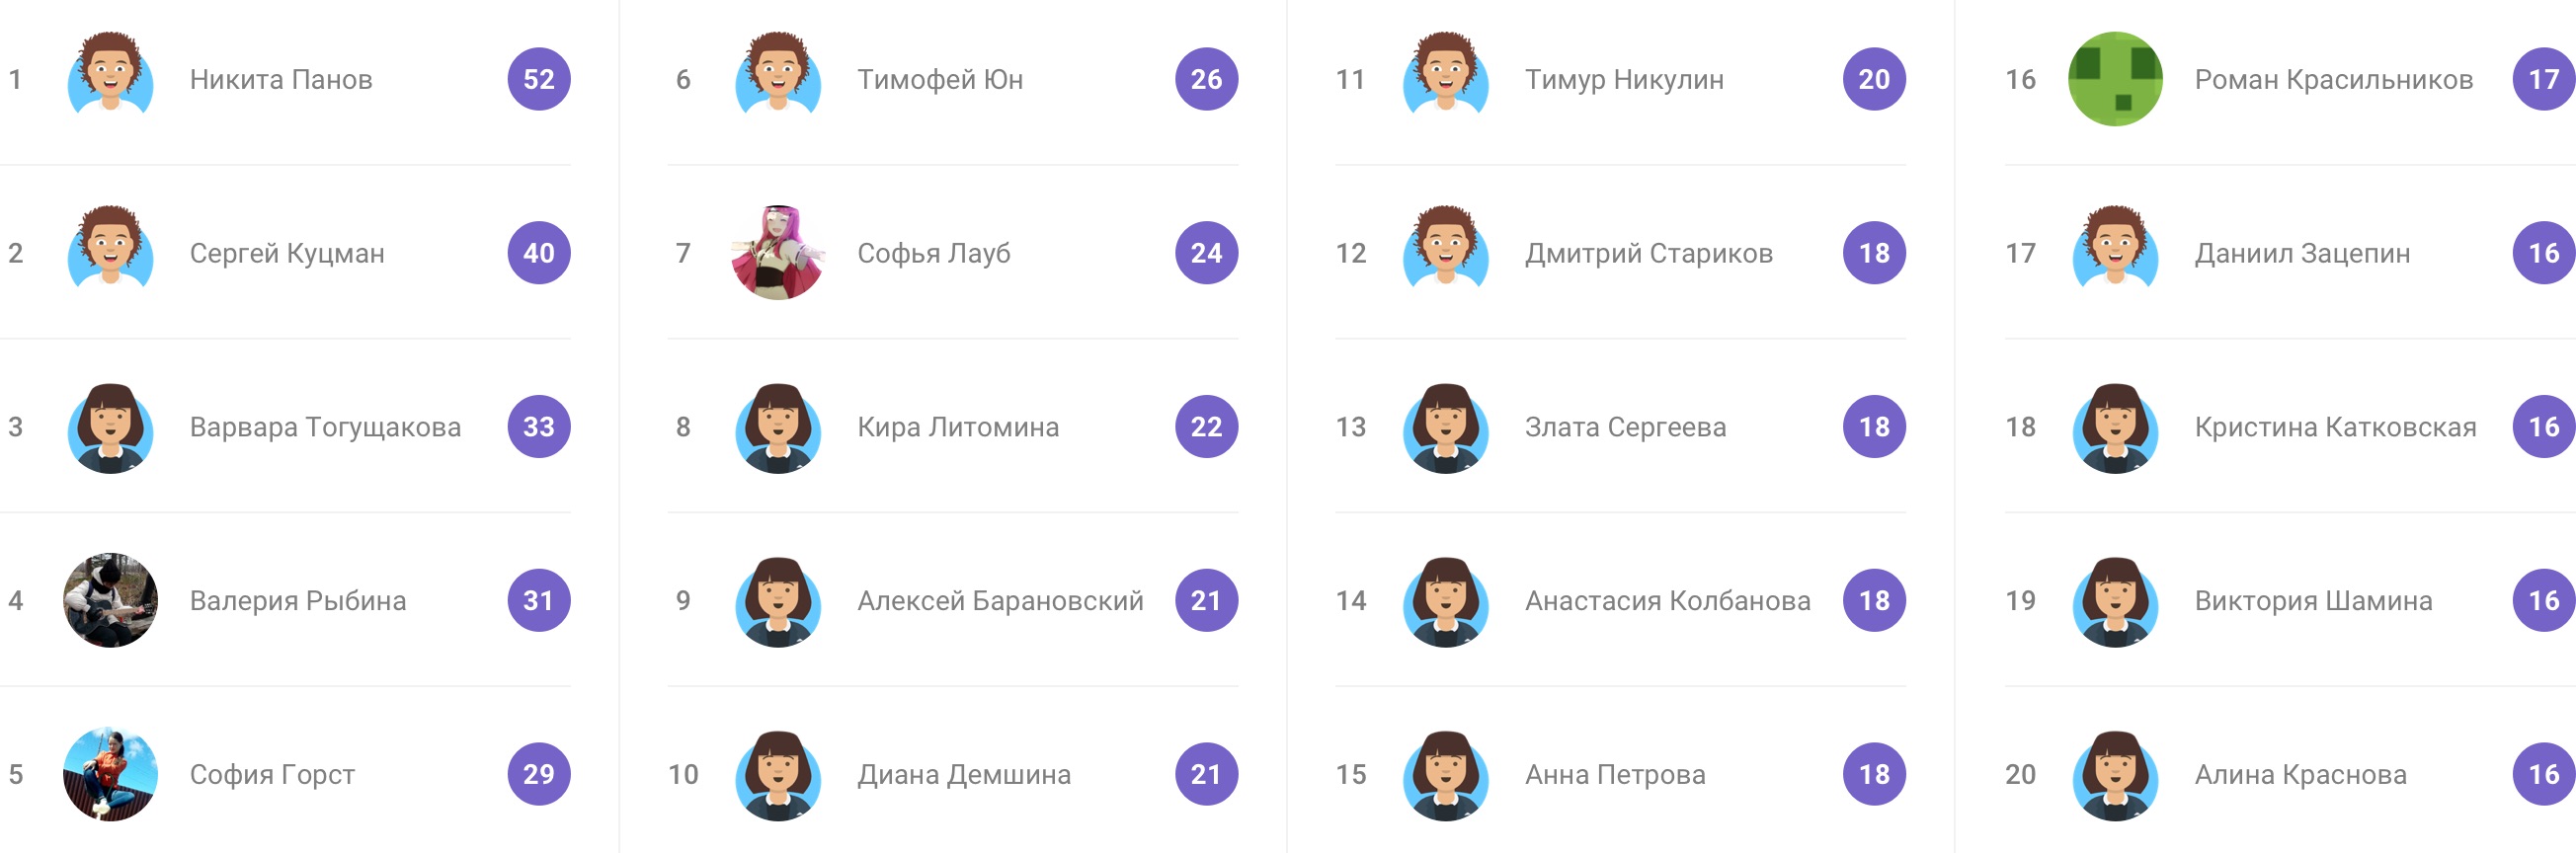 1 Никита Панов 52
2 Сергей Куцман 40
3 Варвара Тогущакова 33
4 Валерия Рыбина 31
5 София Горст 29
6 Тимофей Юн 26
7 Софья Лауб 24
8 Кира Литомина 22
9 Алексей Барановский 21
10 Диана Демшина 21
11 Тимур Никулин 20
12 Дмитрий Стариков 18
13 Злата Сергеева 18
14 Анастасия Колбанова 18
15 Анна Петрова 18
16 Роман Красильников 17
17 Даниил Зацепин 16
18 Кристина Катковская 16
19 Виктория Шамина 16
20 Алина Краснова 16